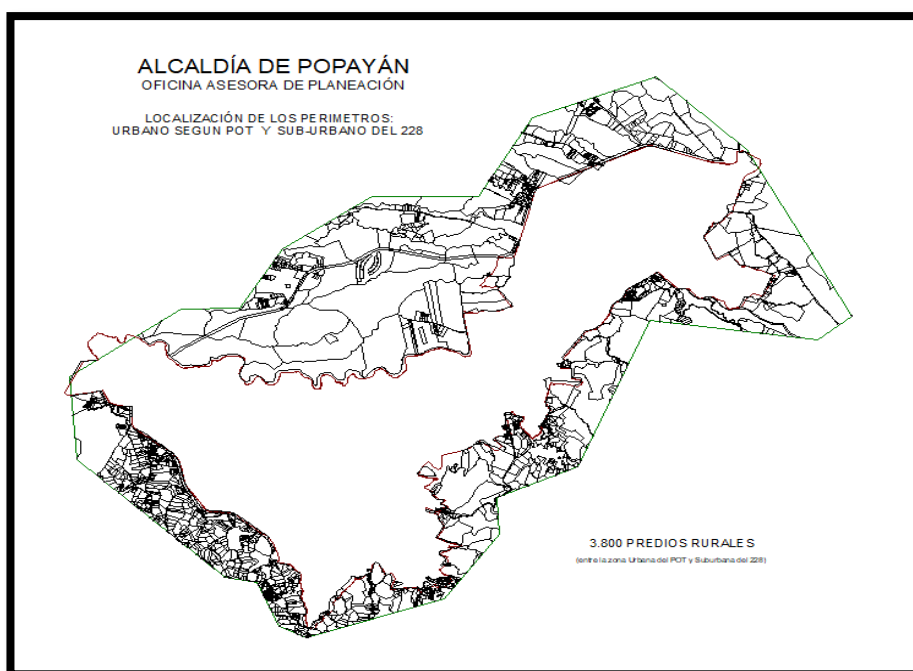 ALCALDÍA DE POPAYÁN
OFICINA ASESORA DE PLANEACIÓN
LOCALIZACIÓN DE LOS PERIMETROS:
URBANO SEGUN POT Y SUB-URBANO DEL 228
3.800 PREDIOS RURALES
(entre la zona Urbana del POT y Suburbana del 228)